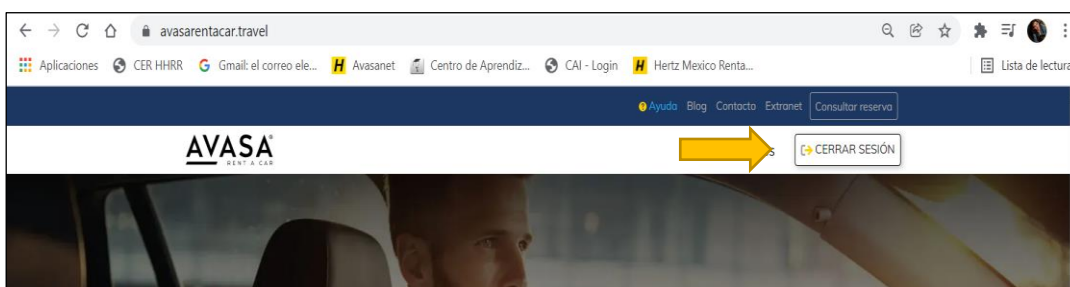 avasarentacar.travel
Aplicaciones CER HHRR Gmail: el correo ele... Avasanet Centro de Aprendiz... CAI - Login Hertz Mexico Renta... Lista de lectura
Ayuda Blog Contacto Extranet Consultar reserva
AVASA
RENT A CAR
S CERRAR SESIÓN